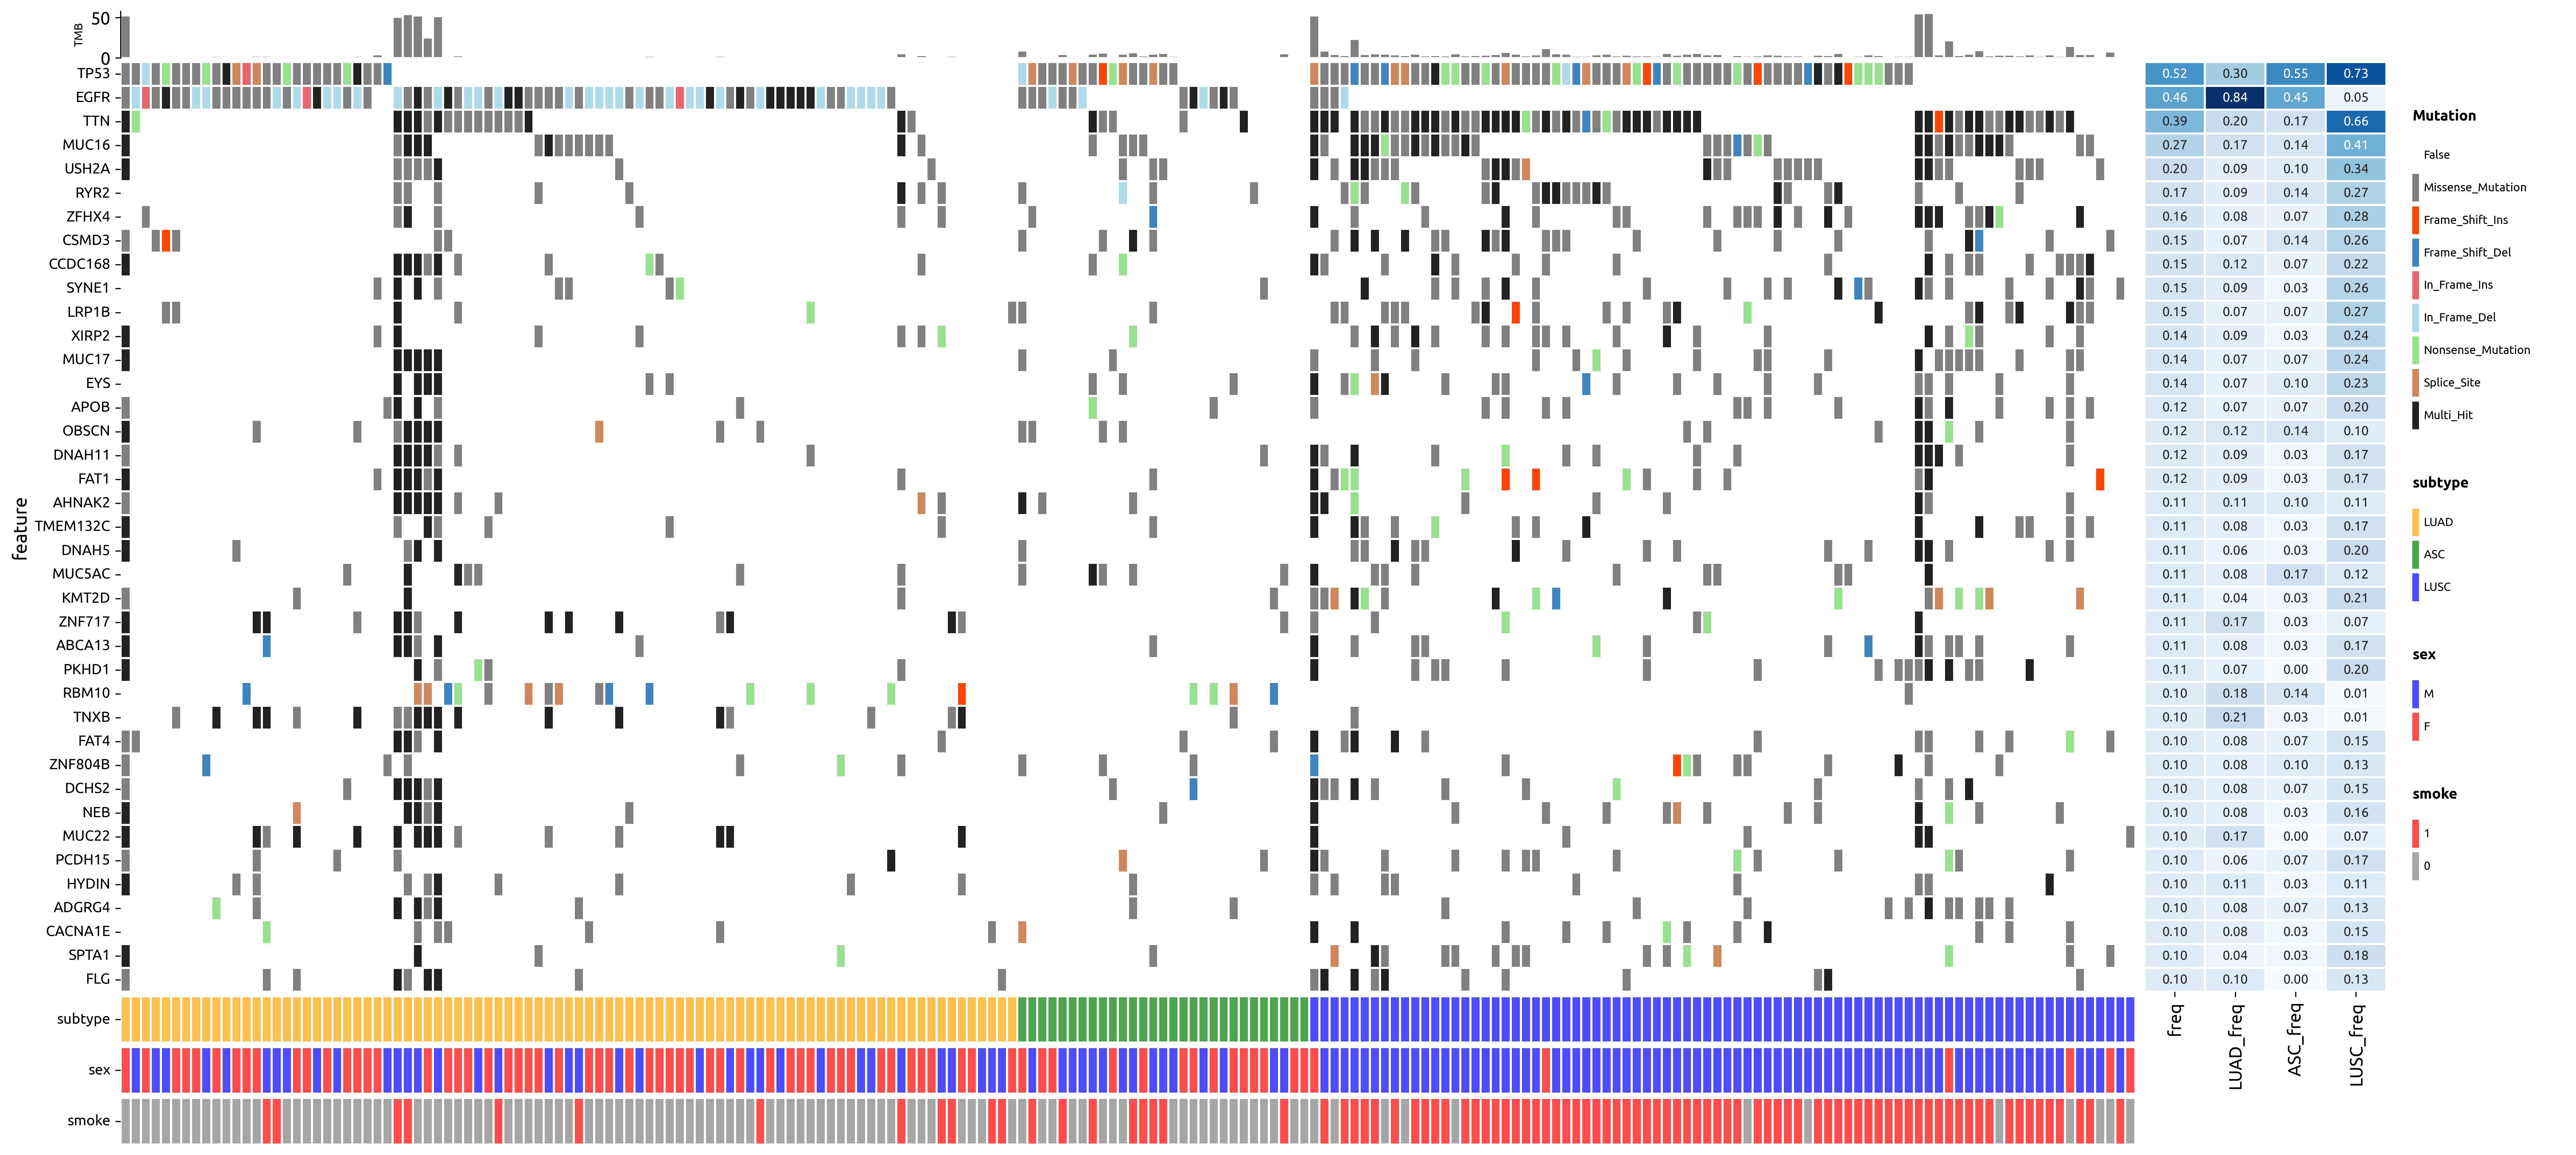 50
TMB
0
TP53 0.52 0.30 0.55 0.73
EGFR 0.46 0.84 0.45 0.05
TTN 0.39 0.20 0.17 0.66
MUC16 0.27 0.17 0.14 0.41
USH2A 0.20 0.09 0.10 0.34
RYR2 0.17 0.09 0.14 0.27
ZFHX4 0.16 0.08 0.07 0.28
CSMD3 0.15 0.07 0.14 0.26
CCDC168 0.15 0.12 0.07 0.22
SYNE1 0.15 0.09 0.03 0.26
LRP1B 0.15 0.07 0.07 0.27
XIRP2 0.14 0.09 0.03 0.24
MUC17 0.14 0.07 0.07 0.24
EYS 0.14 0.07 0.10 0.23
APOB 0.12 0.07 0.07 0.20
OBSCN 0.12 0.12 0.14 0.10
DNAH11 0.12 0.09 0.03 0.17
FAT1 0.12 0.09 0.03 0.17
AHNAK2 0.11 0.11 0.10 0.11
TMEM132C 0.11 0.08 0.03 0.17
DNAH5 0.11 0.06 0.03 0.20
MUC5AC 0.11 0.08 0.17 0.12
KMT2D 0.11 0.04 0.03 0.21
ZNF717 0.11 0.17 0.03 0.07
ABCA13 0.11 0.08 0.03 0.17
PKHD1 0.11 0.07 0.00 0.20
RBM10 0.10 0.18 0.14 0.01
TNXB 0.10 0.21 0.03 0.01
FAT4 0.10 0.08 0.07 0.15
ZNF804B 0.10 0.08 0.10 0.13
DCHS2 0.10 0.08 0.07 0.15
NEB 0.10 0.08 0.03 0.16
MUC22 0.10 0.17 0.00 0.07
PCDH15 0.10 0.06 0.07 0.17
HYDIN 0.10 0.11 0.03 0.11
ADGRG4 0.10 0.08 0.07 0.13
CACNA1E 0.10 0.08 0.03 0.15
SPTA1 0.10 0.04 0.03 0.18
FLG 0.10 0.10 0.00 0.13
feature
subtype
sex
smoke
freq
LUAD_freq
ASC_freq
LUSC_freq
Mutation
False
Missense_Mutation
Frame_Shift_Ins
Frame_Shift_Del
In_Frame_Ins
In_Frame_Del
Nonsense_Mutation
Splice_Site
Multi_Hit
subtype
LUAD
ASC
LUSC
sex
M
F
smoke
1
0